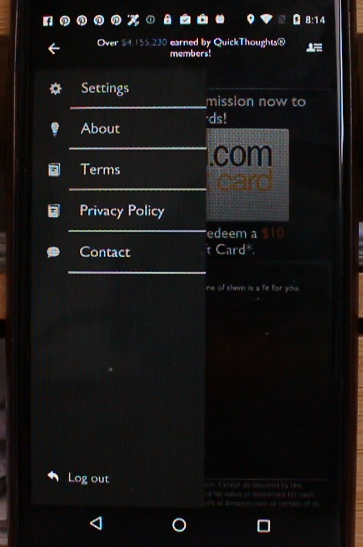 8:14
Over $4,155,230 earned by QuickThoughts®
members!
Settings
mission now to
rds!
About
.com
Terms
card
Privacy Policy
edeem a $10
t Card*.
Contact
ne of them is a fit for you
Log out